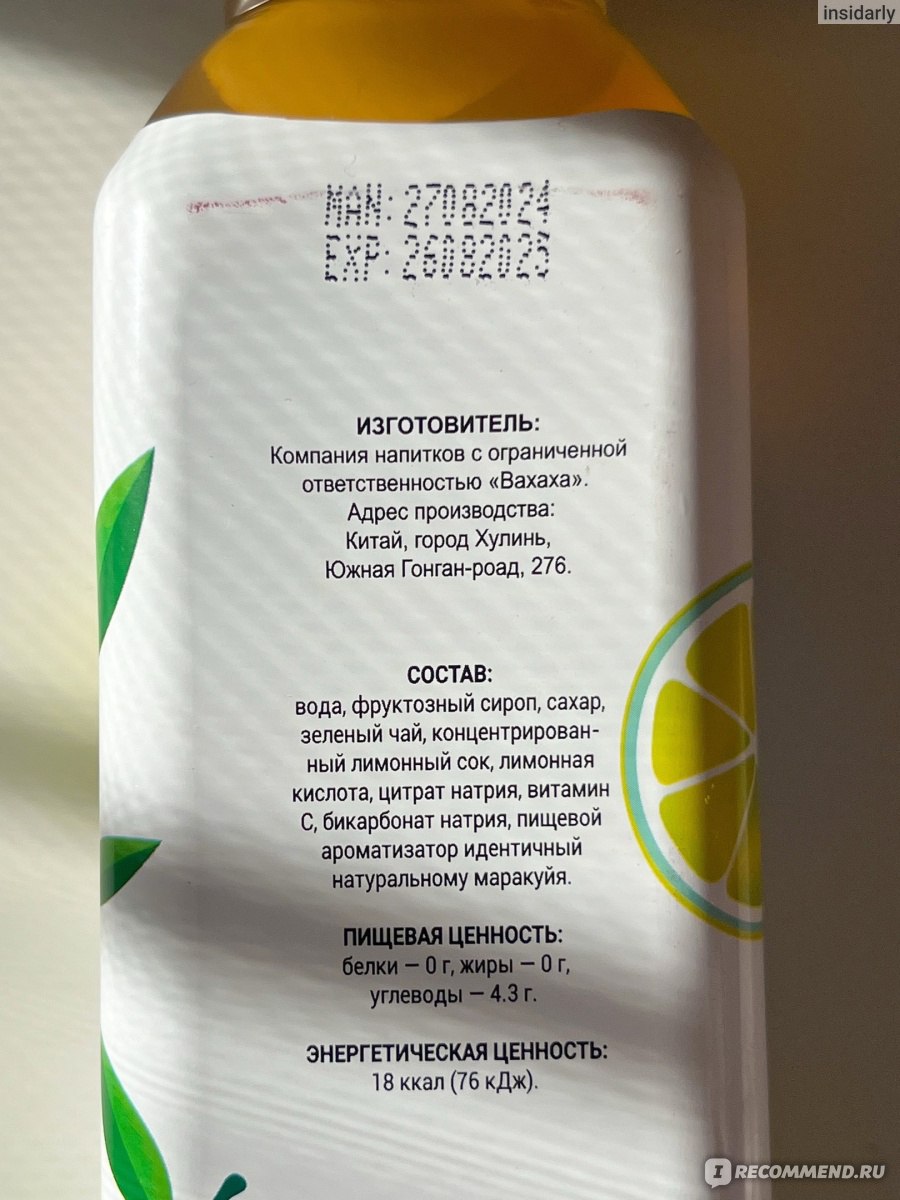 insidarly
MAN: 27082024
EXP: 26082025
ИЗГОТОВИТЕЛЬ:
Компания напитков с ограниченной
ответственностью «Вахаха».
Адрес производства:
Китай, город Хулинь,
Южная Гонган-роад, 276.
СОСТАВ:
вода, фруктозный сироп, сахар,
зеленый чай, концентрирован-
ный лимонный сок, лимонная
кислота, цитрат натрия, витамин
С, бикарбонат натрия, пищевой
ароматизатор идентичный
натуральному маракуйя.
ПИЩЕВАЯ ЦЕННОСТЬ:
белки — 0 г, жиры — 0 г,
углеводы — 4.3 г.
ЭНЕРГЕТИЧЕСКАЯ ЦЕННОСТЬ:
18 ккал (76 кДж).
IRECOMMEND.RU